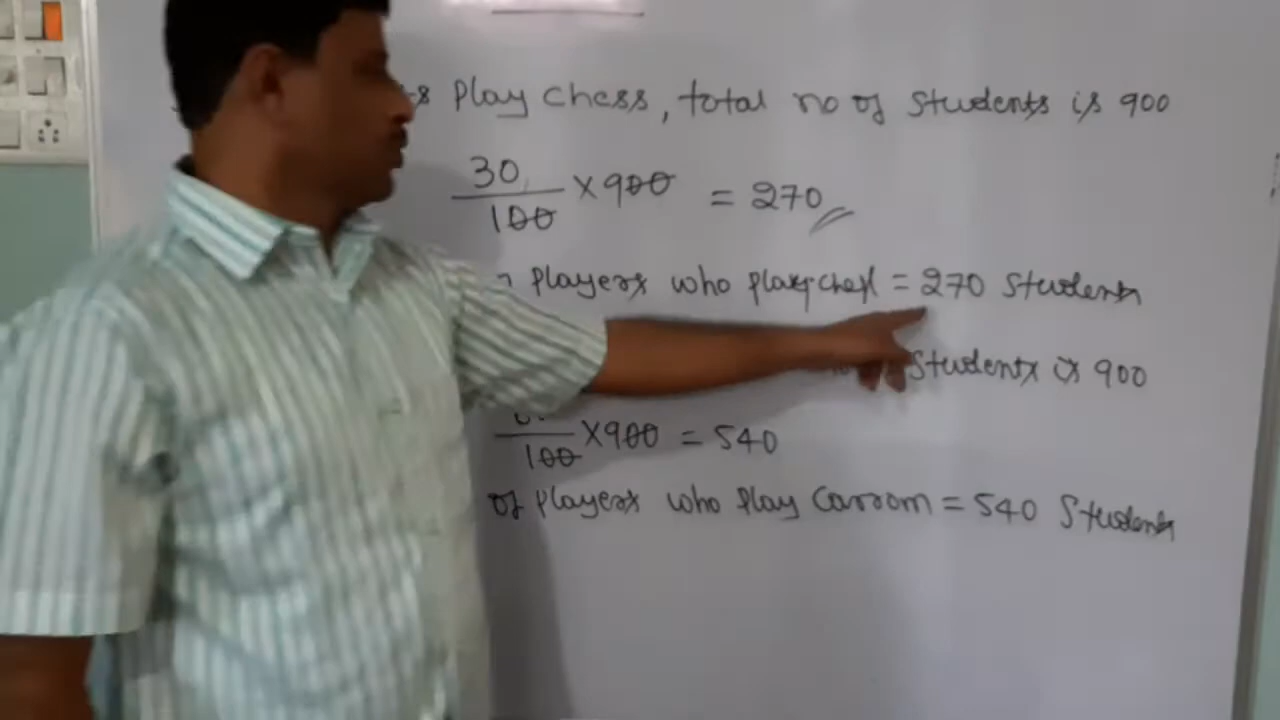 Play chess, total no of students is 900
30/100 × 900 = 270
Players who play chess = 270 Students
Students is 900
/100 × 900 = 540
of Players who Play Carrom = 540 Students